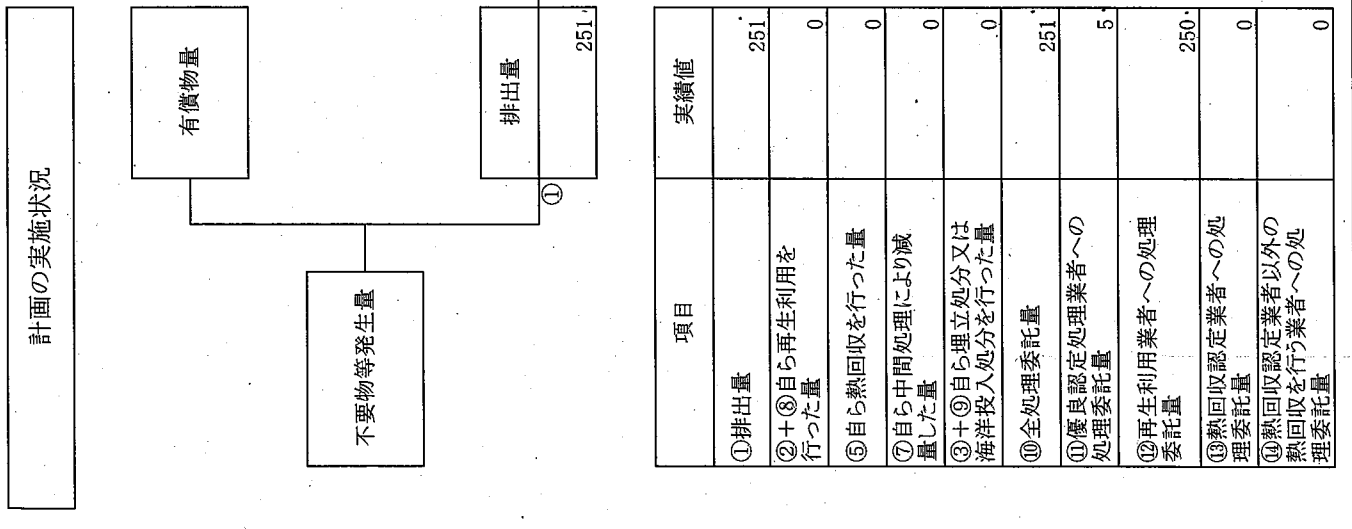 計画の実施状況
有償物量
不要物等発生量
排出量
①
251
項目
実績値
①排出量
251
②+⑧自ら再生利用を
行った量
0
⑤自ら熱回収を行った量
0
⑦自ら中間処理により減
量した量
0
③+⑨自ら埋立処分又は
海洋投入処分を行った量
0
⑩全処理委託量
251
⑪優良認定処理業者への
処理委託量
5
⑫再生利用業者への処理
委託量
250
⑬熱回収認定業者への処
理委託量
0
⑭熱回収認定業者以外の
熱回収を行う業者への処
理委託量
0